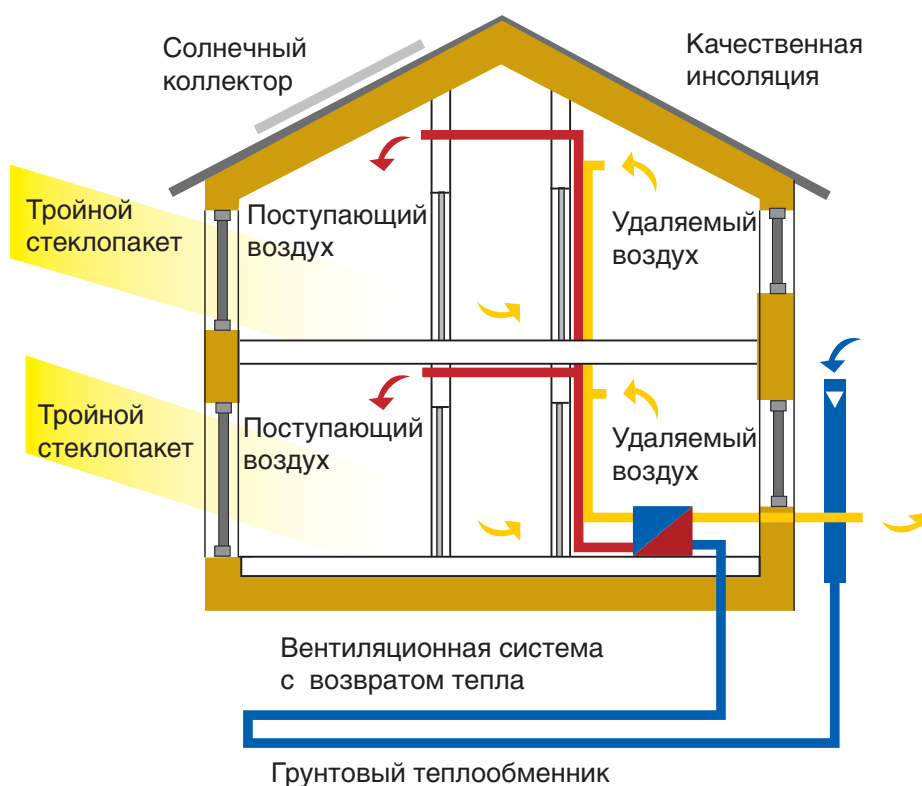 Солнечный
коллектор
Качественная
инсоляция
Тройной
стеклопакет
Поступающий
воздух
Удаляемый
воздух
Тройной
стеклопакет
Поступающий
воздух
Удаляемый
воздух
Вентиляционная система
с возвратом тепла
Грунтовый теплообменник